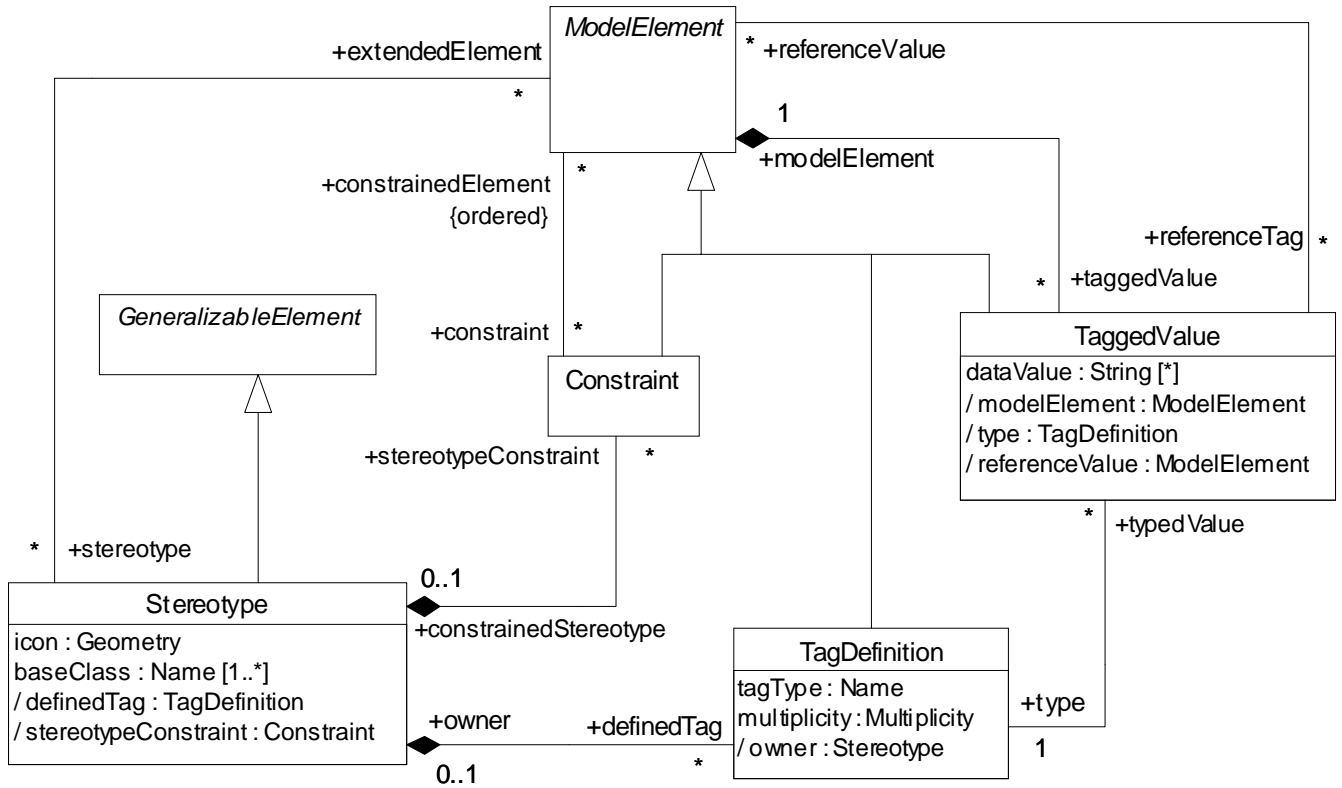 ModelElement
+extendedElement
*
* +referenceValue
1
+modelElement
+constrainedElement
*
{ordered}
+referenceTag *
* +taggedValue
GeneralizableElement
+constraint *
Constraint
TaggedValue
dataValue : String [*]
/ modelElement : ModelElement
/ type : TagDefinition
/ referenceValue : ModelElement
+stereotypeConstraint *
* +typedValue
* +stereotype
0..1
+constrainedStereotype
Stereotype
icon : Geometry
baseClass : Name [1..*]
/ definedTag : TagDefinition
/ stereotypeConstraint : Constraint
TagDefinition
tagType : Name
multiplicity : Multiplicity
/ owner : Stereotype
+type
1
+owner
0..1
+definedTag
*